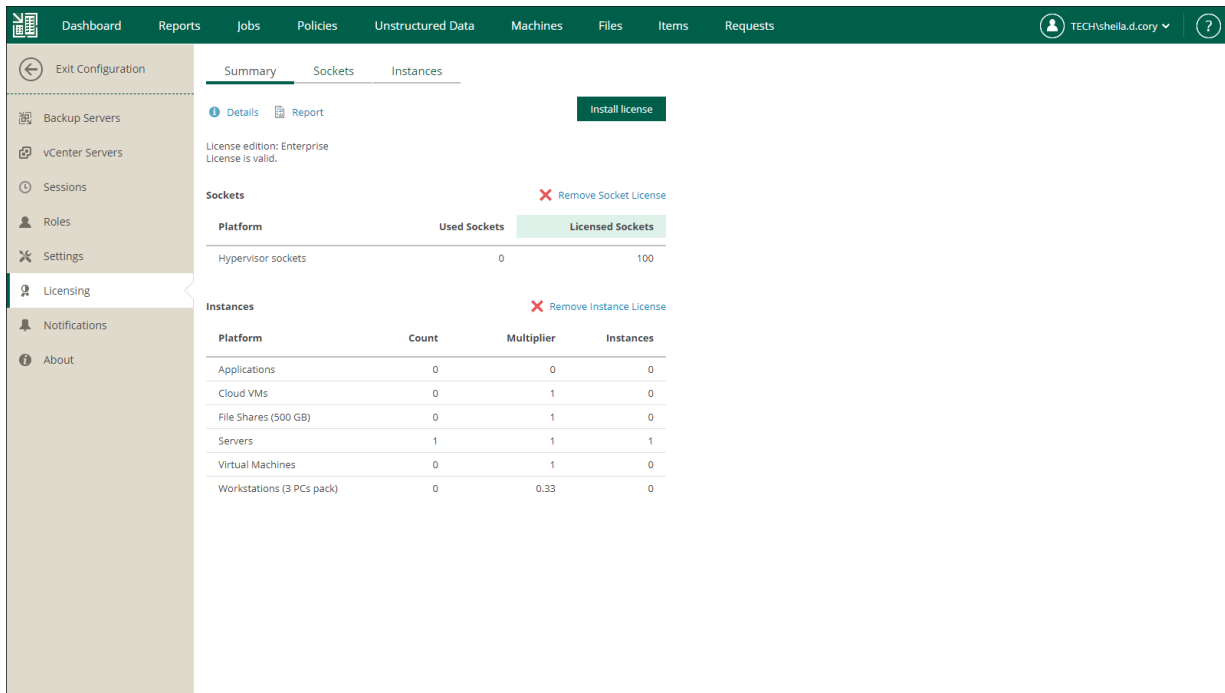 Dashboard Reports Jobs Policies Unstructured Data Machines Files Items Requests TECH\sheila.d.cory ?
Exit Configuration
Backup Servers
vCenter Servers
Sessions
Roles
Settings
Licensing
Notifications
About
Summary Sockets Instances
Details Report Install license
License edition: Enterprise
License is valid.
Sockets Remove Socket License
Platform Used Sockets Licensed Sockets
Hypervisor sockets 0 100
Instances Remove Instance License
Platform Count Multiplier Instances
Applications 0 0 0
Cloud VMs 0 1 0
File Shares (500 GB) 0 1 0
Servers 1 1 1
Virtual Machines 0 1 0
Workstations (3 PCs pack) 0 0.33 0